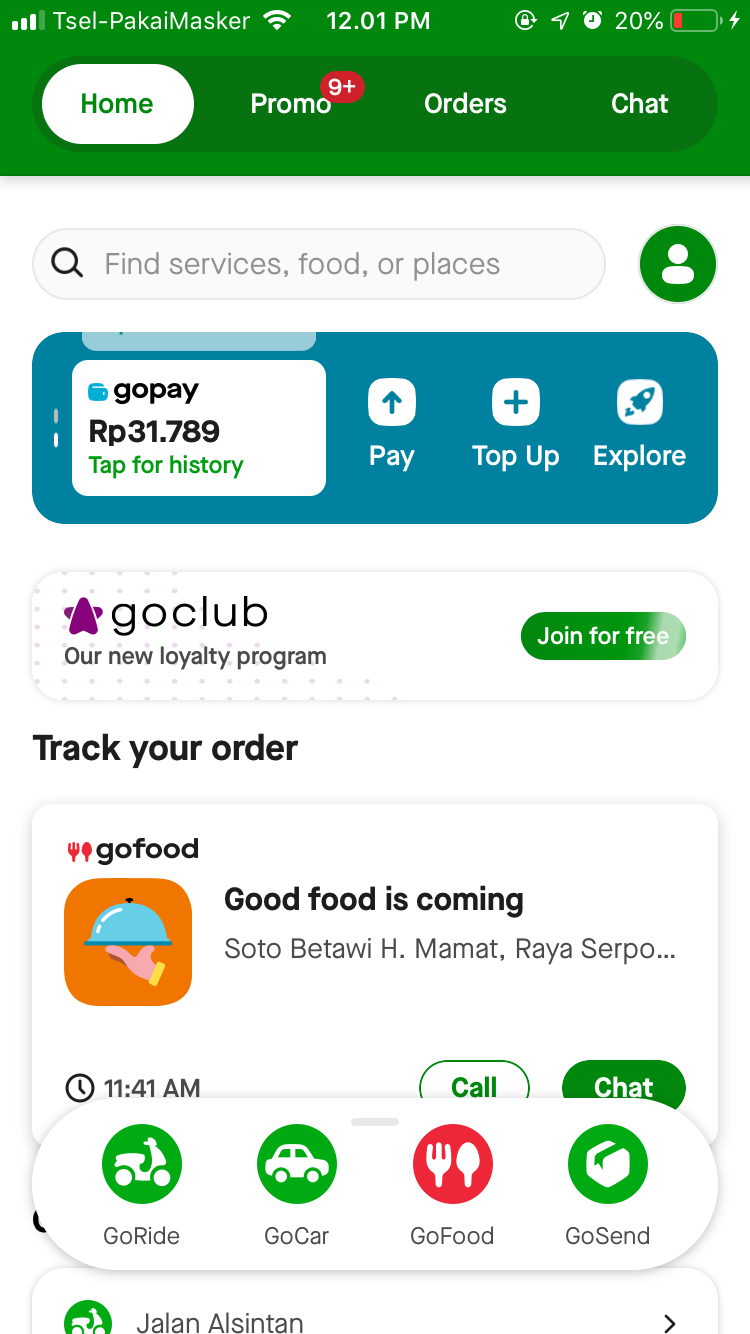 Tsel-PakaiMasker 12.01 PM 20%
Home Promo 9+ Orders Chat
Find services, food, or places
gopay
Rp31.789
Tap for history
Pay Top Up Explore
goclub
Our new loyalty program
Join for free
Track your order
gofood
Good food is coming
Soto Betawi H. Mamat, Raya Serpo...
11:41 AM Call Chat
GoRide GoCar GoFood GoSend
Jalan Alsintan